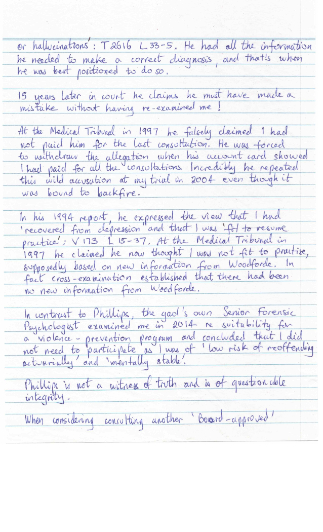 or hallucinations': T2616 L33-5. He had all the information
he needed to make a correct diagnosis, and that is when
he was best positioned to do so.
15 years later in court he claims he must have made a
mistake without having re-examined me!
At the Medical Tribunal in 1997 he falsely claimed I had
not paid him for the last consultation. He was forced
to withdraw the allegation when his account card showed
I had paid for all the consultations. Incredibly he repeated
this wild accusation at my trial in 2004 even though it
was bound to backfire.
In his 1994 report, he expressed the view that I had
'recovered from depression and that I was 'fit to resume
practice': V173 L15-37. At the Medical Tribunal in
1997 he claimed he now thought I was not fit to practise,
supposedly based on new information from Woodforde. In
fact cross-examination established that there had been
no new information from Woodforde.
In contrast to Phillips, the gaol's own Senior Forensic
Psychologist examined me in 2014 re suitability for
a violence-prevention program and concluded that I did
not need to participate as I was of 'low risk of reoffending
actuarially' and 'mentally stable'.
Phillips is not a witness of truth and is of questionable
integrity.
When considering consulting another 'Board-approved'